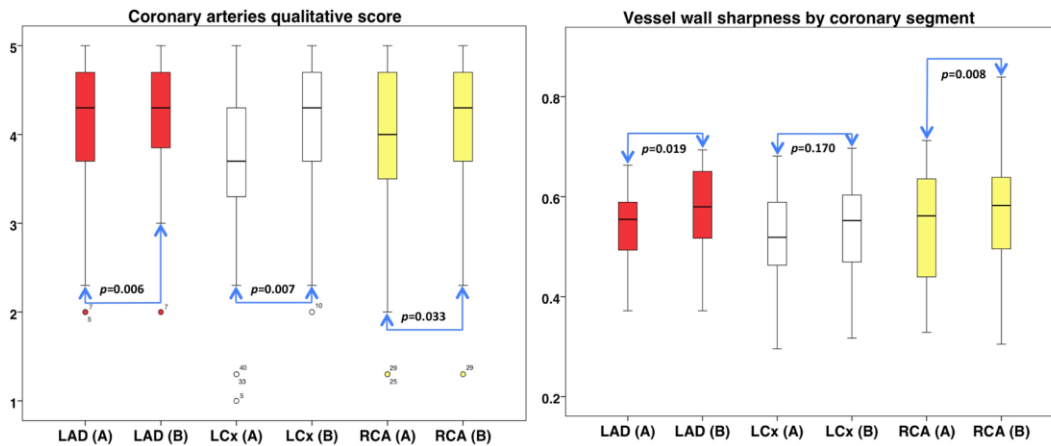 Coronary arteries qualitative score
5
4
3
2
1
p=0.006
p=0.007
p=0.033
7
5
7
40
33
5
10
29
25
29
LAD (A) LAD (B) LCx (A) LCx (B) RCA (A) RCA (B)
Vessel wall sharpness by coronary segment
0.8
0.6
0.4
0.2
p=0.019
p=0.170
p=0.008
LAD (A) LAD (B) LCx (A) LCx (B) RCA (A) RCA (B)